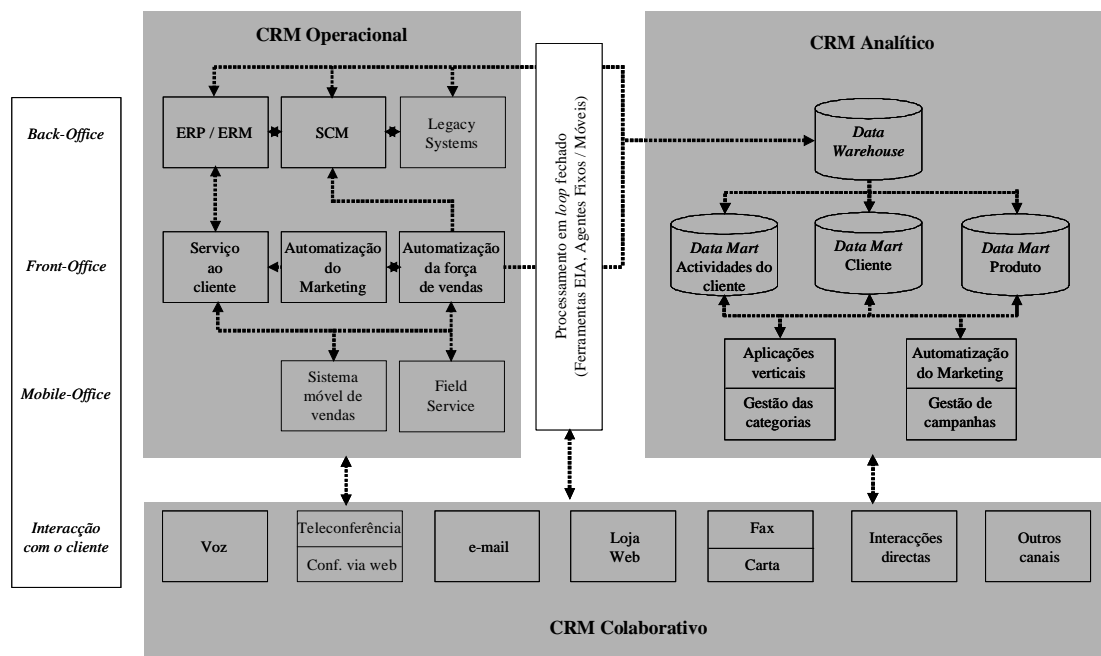 CRM Operacional
CRM Analítico
Back-Office
ERP / ERM
SCM
Legacy
Systems
Data
Warehouse
Processamento em loop fechado
(Ferramentas EIA, Agentes Fixos / Móveis)
Front-Office
Serviço
ao
cliente
Automatização
do
Marketing
Automatização
da força
de vendas
Data Mart
Actividades do
cliente
Data Mart
Cliente
Data Mart
Produto
Mobile-Office
Sistema
móvel de
vendas
Field
Service
Aplicações
verticais
Gestão das
categorias
Automatização
do Marketing
Gestão de
campanhas
Interacção
com o cliente
Voz
Teleconferência
Conf. via web
e-mail
Loja
Web
Fax
Carta
Interacções
directas
Outros
canais
CRM Colaborativo